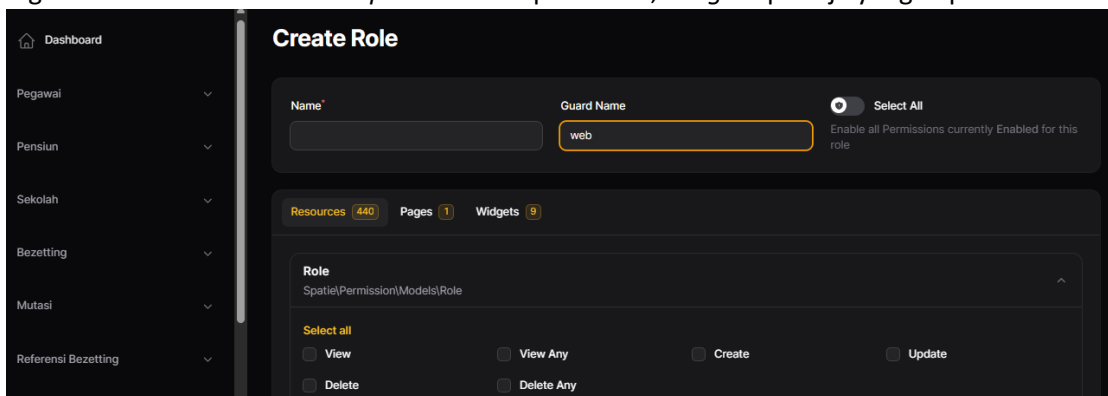 Dashboard
Pegawai
Pensiun
Sekolah
Bezetting
Mutasi
Referensi Bezetting
Create Role
Name*
Guard Name
web
Select All
Enable all Permissions currently Enabled for this
role
Resources 440 Pages 1 Widgets 9
Role
Spatie\Permission\Models\Role
Select all
View View Any Create Update
Delete Delete Any